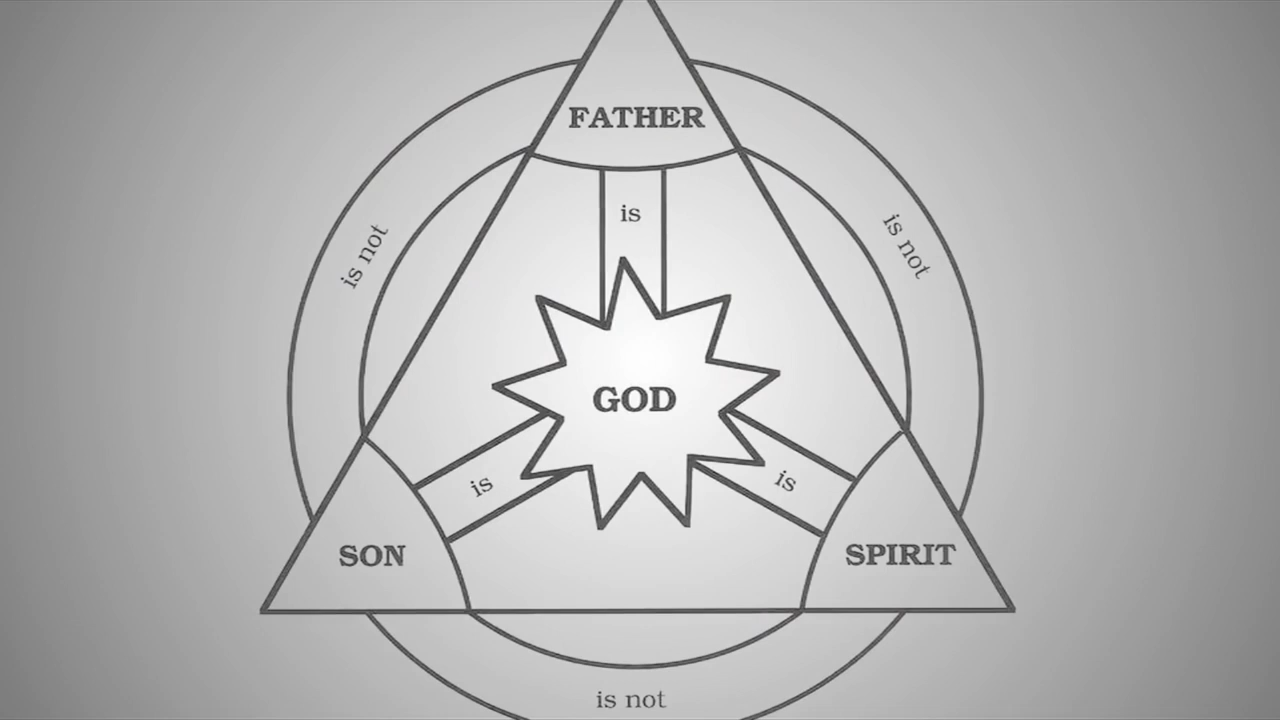 FATHER
is
is not
is not
GOD
is
is
SON
SPIRIT
is not